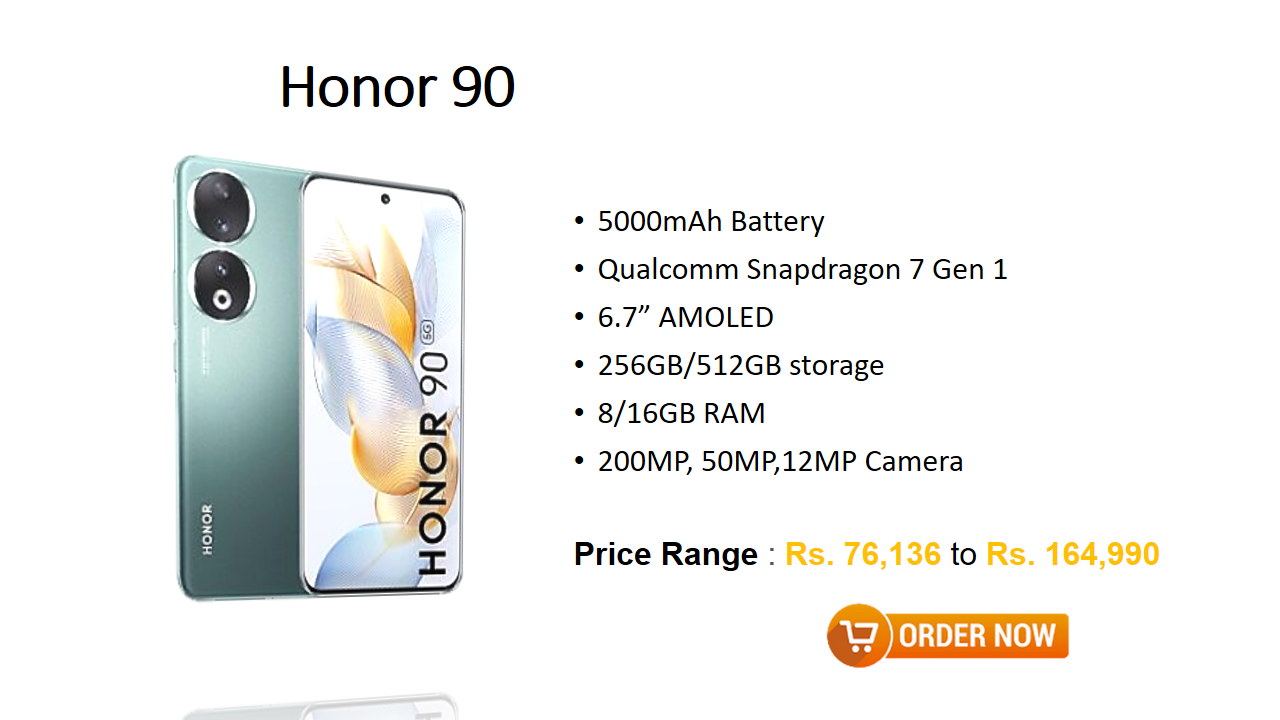 Honor 90
• 5000mAh Battery
• Qualcomm Snapdragon 7 Gen 1
• 6.7” AMOLED
• 256GB/512GB storage
• 8/16GB RAM
• 200MP, 50MP,12MP Camera
HONOR
HONOR 90 5G
Price Range : Rs. 76,136 to Rs. 164,990
ORDER NOW